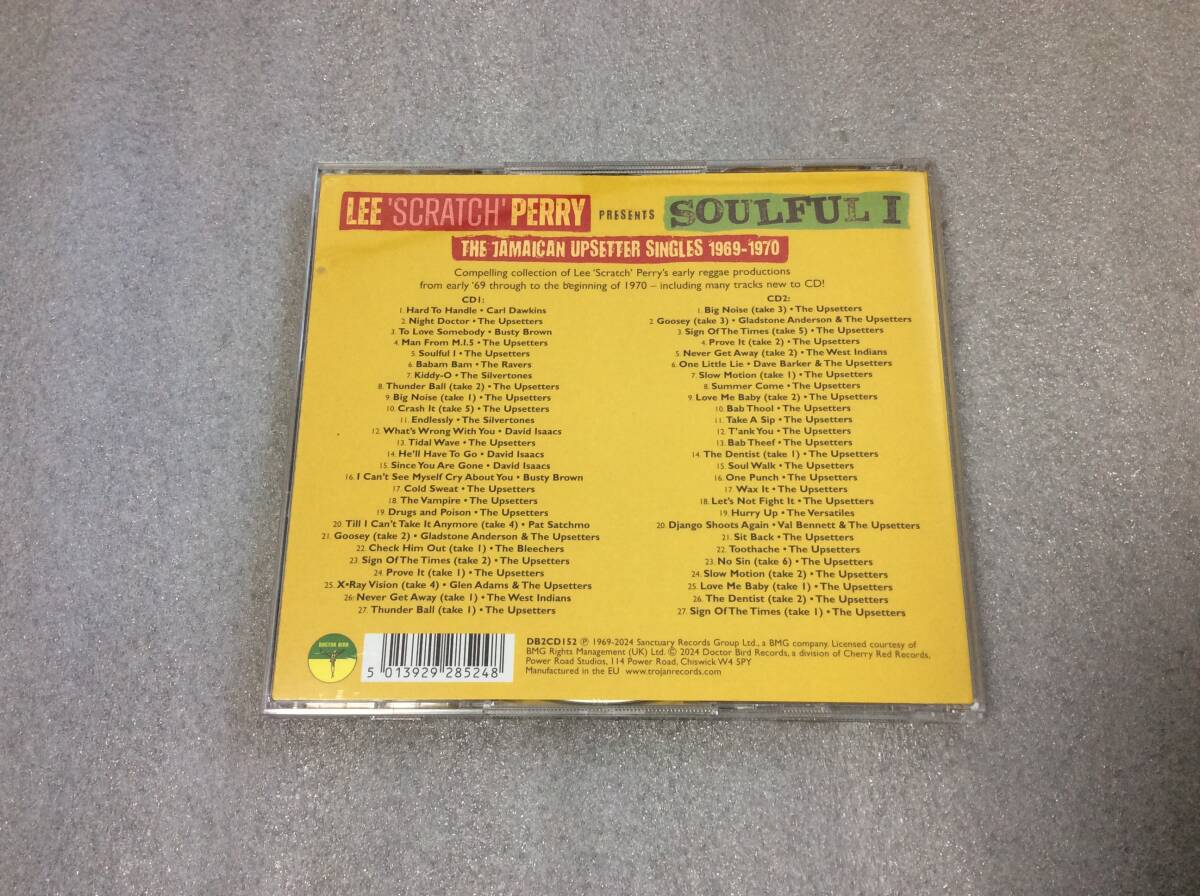 LEE 'SCRATCH' PERRY PRESENTS SOULFUL I
THE JAMAICAN UPSETTER SINGLES 1969-1970
Compelling collection of Lee 'Scratch' Perry's early reggae productions
from early '69 through to the beginning of 1970 – including many tracks new to CD!
CD1:
1. Hard To Handle • Carl Dawkins
2. Night Doctor • The Upsetters
3. To Love Somebody • Busty Brown
4. Man From M.I.5 • The Upsetters
5. Soulful I • The Upsetters
6. Babam Bam • The Ravers
7. Kiddy-O • The Silvertones
8. Thunder Ball (take 2) • The Upsetters
9. Big Noise (take 1) • The Upsetters
10. Crash It (take 5) • The Upsetters
11. Endlessly • The Silvertones
12. What's Wrong With You • David Isaacs
13. Tidal Wave • The Upsetters
14. He'll Have To Go • David Isaacs
15. Since You Are Gone • David Isaacs
16. I Can't See Myself Cry About You • Busty Brown
17. Cold Sweat • The Upsetters
18. The Vampire • The Upsetters
19. Drugs and Poison • The Upsetters
20. Till I Can't Take It Anymore (take 4) • Pat Satchmo
21. Goosey (take 2) • Gladstone Anderson & The Upsetters
22. Check Him Out (take 1) • The Bleechers
23. Sign Of The Times (take 2) • The Upsetters
24. Prove It (take 1) • The Upsetters
25. X•Ray Vision (take 4) • Glen Adams & The Upsetters
26. Never Get Away (take 1) • The West Indians
27. Thunder Ball (take 1) • The Upsetters
CD2:
1. Big Noise (take 3) • The Upsetters
2. Goosey (take 3) • Gladstone Anderson & The Upsetters
3. Sign Of The Times (take 5) • The Upsetters
4. Prove It (take 2) • The Upsetters
5. Never Get Away (take 2) • The West Indians
6. One Little Lie • Dave Barker & The Upsetters
7. Slow Motion (take 1) • The Upsetters
8. Summer Come • The Upsetters
9. Love Me Baby (take 2) • The Upsetters
10. Bab Thool • The Upsetters
11. Take A Sip • The Upsetters
12. T'ank You • The Upsetters
13. Bab Theef • The Upsetters
14. The Dentist (take 1) • The Upsetters
15. Soul Walk • The Upsetters
16. One Punch • The Upsetters
17. Wax It • The Upsetters
18. Let's Not Fight It • The Upsetters
19. Hurry Up • The Versatiles
20. Django Shoots Again • Val Bennett & The Upsetters
21. Sit Back • The Upsetters
22. Toothache • The Upsetters
23. No Sin (take 6) • The Upsetters
24. Slow Motion (take 2) • The Upsetters
25. Love Me Baby (take 1) • The Upsetters
26. The Dentist (take 2) • The Upsetters
27. Sign Of The Times (take 1) • The Upsetters
DOCTOR BIRD
5 013929 285248
DB2CD152 Ⓟ 1969-2024 Sanctuary Records Group Ltd., a BMG company. Licensed courtesy of
BMG Rights Management (UK) Ltd. © 2024 Doctor Bird Records, a division of Cherry Red Records,
Power Road Studios, 114 Power Road, Chiswick W4 5PY
Manufactured in the EU www.trojanrecords.com